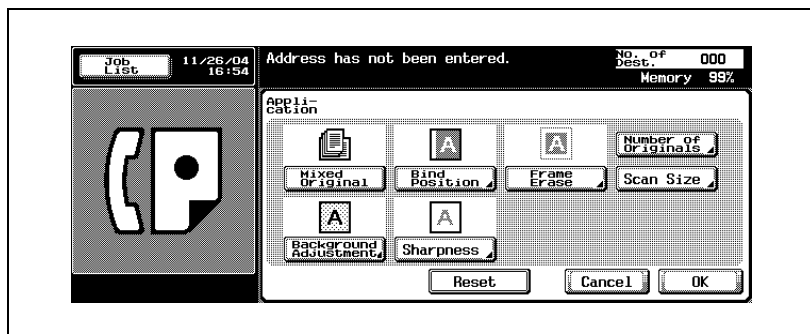 Job
List
11/26/04
16:54
Address has not been entered.
No. of
Dest.
000
Memory 99%
Appli-
cation
A
A
Mixed
Original
Bind
Position
Frame
Erase
Number of
Originals
Scan Size
A
A
Background
Adjustment
Sharpness
Reset
Cancel
OK